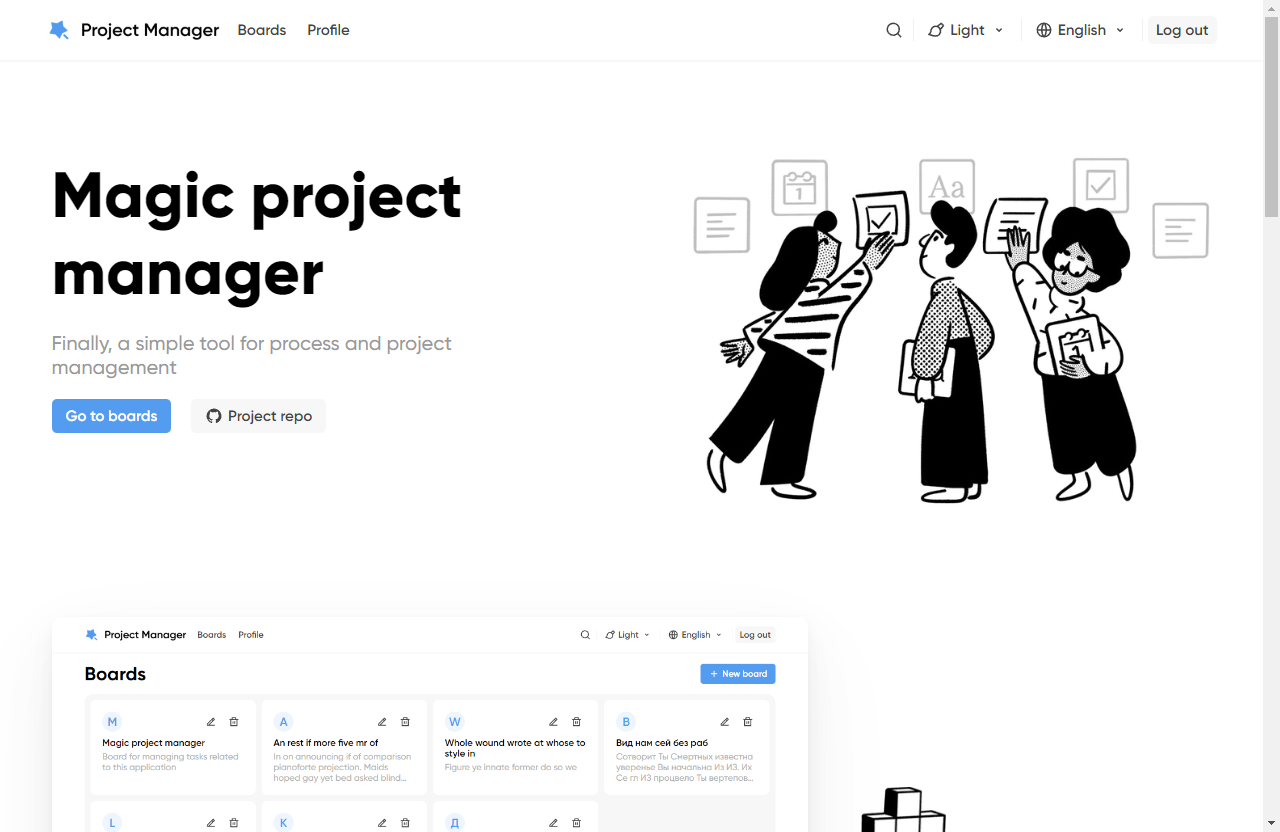 Project Manager Boards Profile Light English Log out
Magic project
manager
Finally, a simple tool for process and project
management
Go to boards Project repo
1
Aa
Project Manager Boards Profile Light English Log out
Boards + New board
M A W B
Magic project manager
Board for managing tasks related
to this application
An rest if more five mr of
In on announcing if of comparison
pianoforte projection. Maids
hoped gay yet bed asked blind...
Whole wound wrote at whose to
style in
Figure ye innate former do so we
Вид нам сей без раб
Сотворит Ты Смертных известна
уверенье Вы начальна Из ИЗ. Их
Се гл ИЗ процвело Ты вертепов...
L K Д